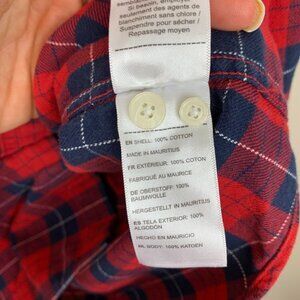 semblables
Si besoin, employer
seulement des agents de
blanchiment sans chlore /
Suspendre pour sécher /
Repassage moyen
EN SHELL: 100% COTTON
MADE IN MAURITIUS
FR EXTÉRIEUR: 100% COTON
FABRIQUÉ AU MAURICE
DE OBERSTOFF: 100%
BAUMWOLLE
HERGESTELLT IN MAURITIUS
ES TELA EXTERIOR: 100%
ALGODÓN
HECHO EN MAURICIO
NL BODY: 100% KATOEN